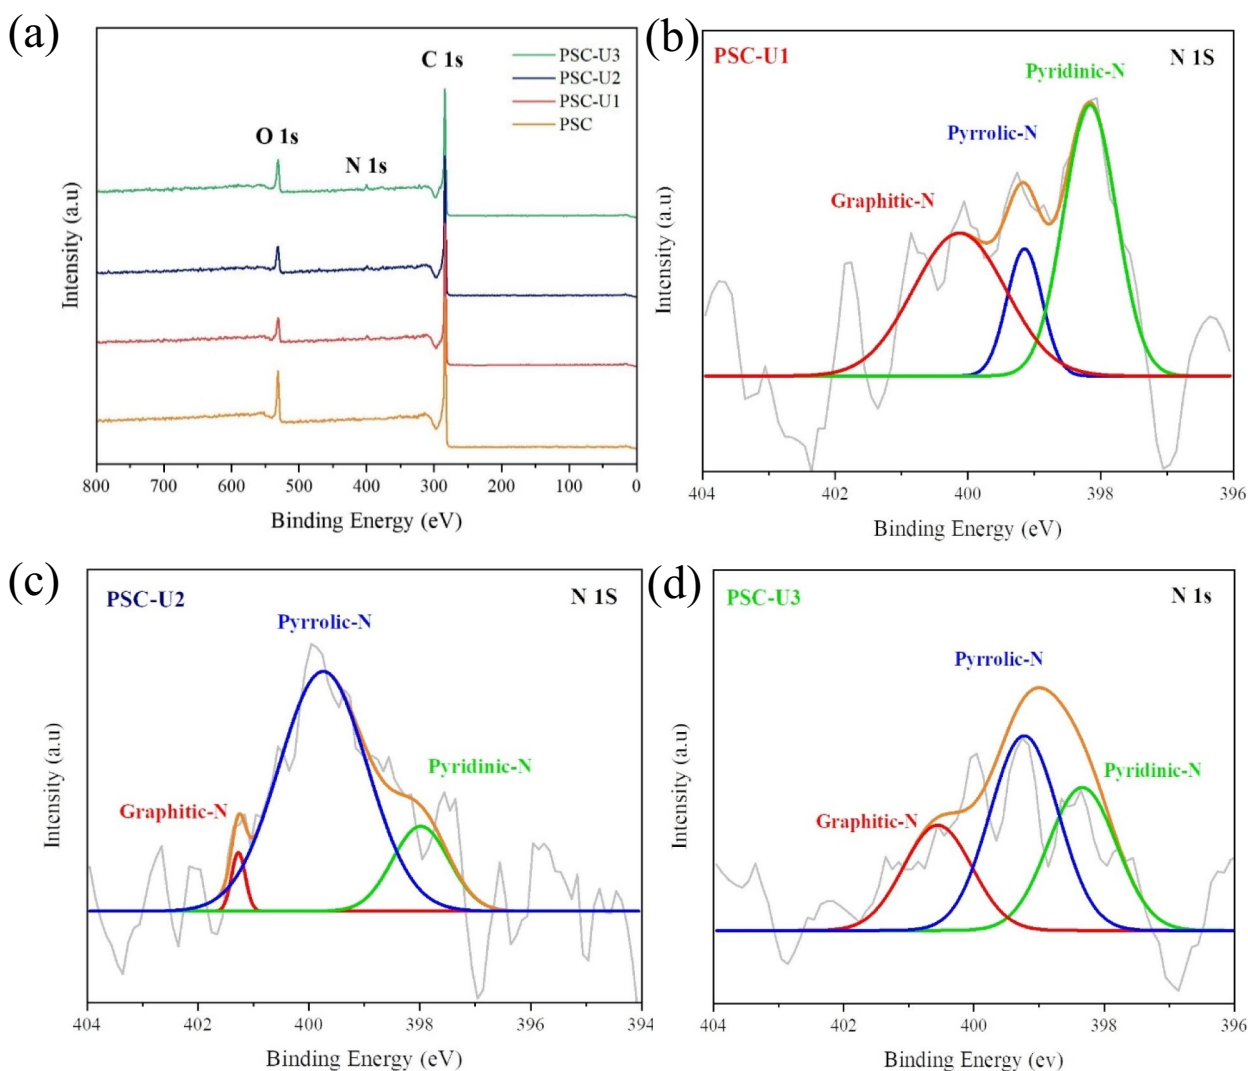 (a)
PSC-U3
PSC-U2
PSC-U1
PSC
C 1s
O 1s
N 1s
Intensity (a.u)
800 700 600 500 400 300 200 100 0
Binding Energy (eV)
(b)
PSC-U1
N 1S
Pyridinic-N
Pyrrolic-N
Graphitic-N
Intensity (a.u)
404 402 400 398 396
Binding Energy (eV)
(c)
PSC-U2
N 1S
Pyrrolic-N
Pyridinic-N
Graphitic-N
Intensity (a.u)
404 402 400 398 396 394
Binding Energy (eV)
(d)
PSC-U3
N 1s
Pyrrolic-N
Pyridinic-N
Graphitic-N
Intensity (a.u)
404 402 400 398 396
Binding Energy (ev)